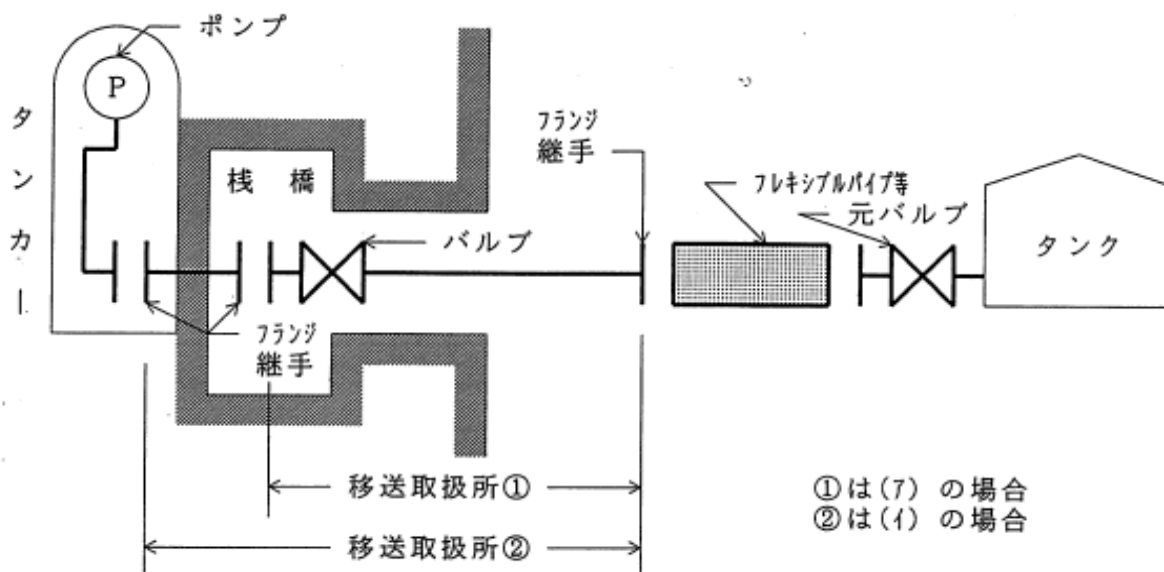 ポンプ
P
タンカー
フランジ
継手
桟橋
フレキシブルパイプ等
元バルブ
バルブ
タンク
フランジ
継手
移送取扱所①
①は(ｱ) の場合
②は(ｲ) の場合
移送取扱所②